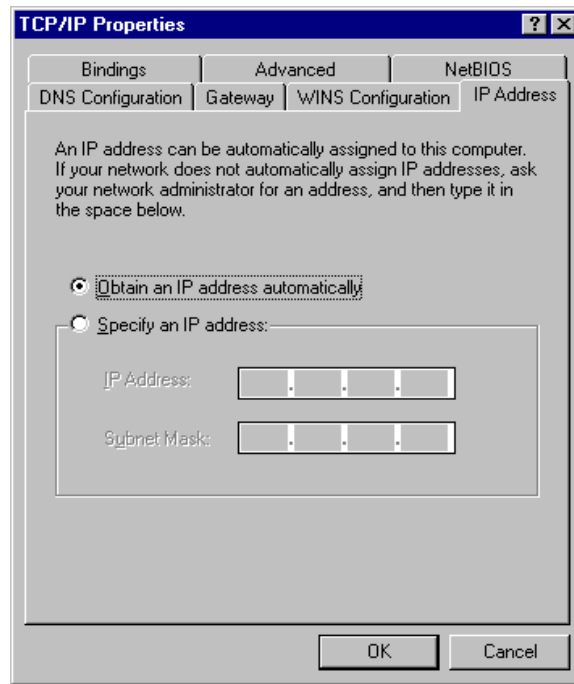 TCP/IP Properties
Bindings Advanced NetBIOS
DNS Configuration Gateway WINS Configuration IP Address
An IP address can be automatically assigned to this computer.
If your network does not automatically assign IP addresses, ask
your network administrator for an address, and then type it in
the space below.
Obtain an IP address automatically
Specify an IP address:
IP Address:
. . .
Subnet Mask:
. . .
OK Cancel